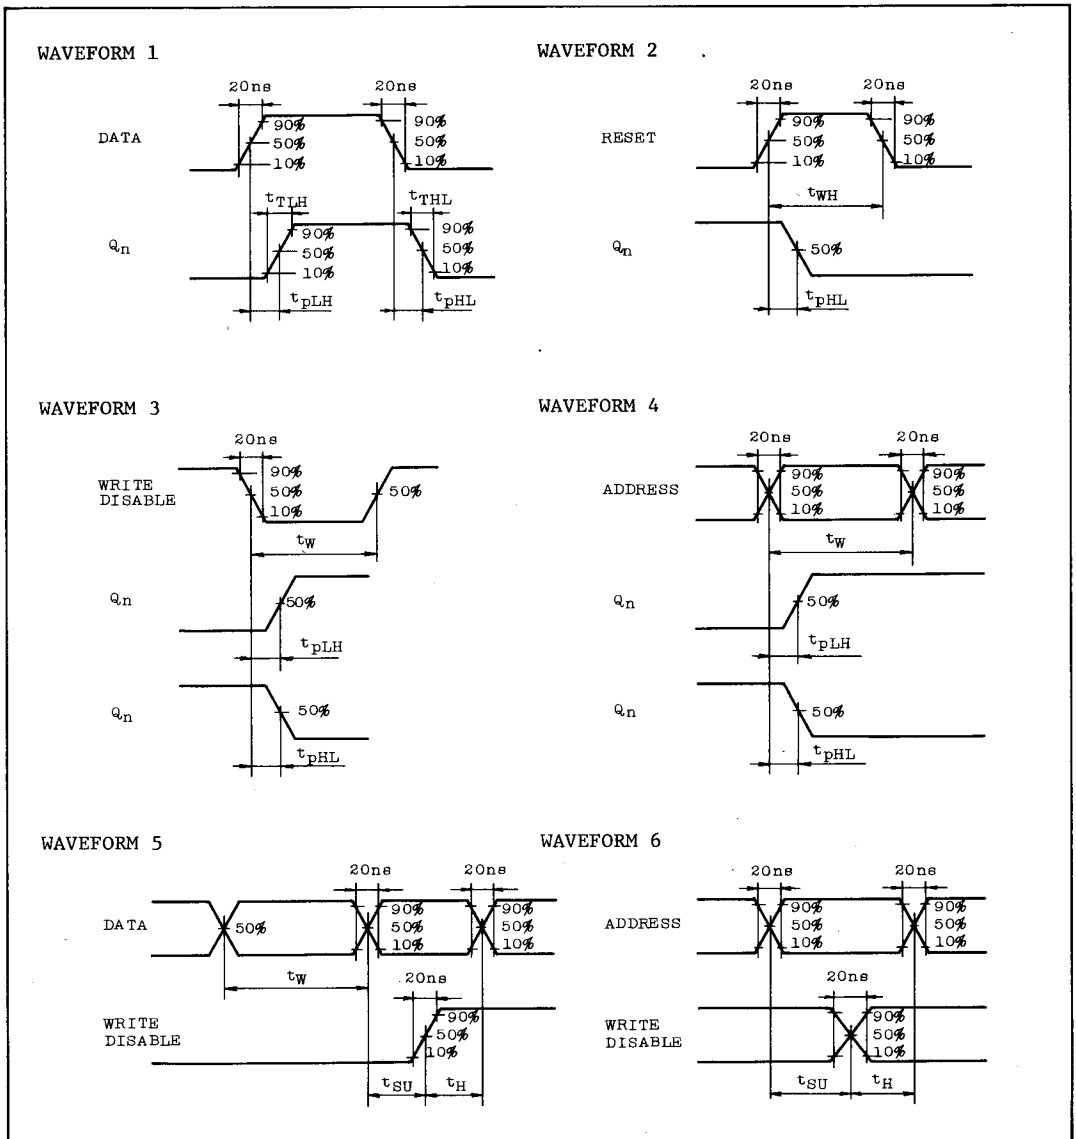 WAVEFORM 1
20ns
20ns
DATA
90%
50%
10%
90%
50%
10%
tTLH
tTHL
Qn
90%
50%
10%
90%
50%
10%
tpLH
tpHL
WAVEFORM 2
20ns
20ns
RESET
90%
50%
10%
90%
50%
10%
tWH
Qn
50%
tpHL
WAVEFORM 3
20ns
WRITE
DISABLE
90%
50%
10%
50%
tW
Qn
50%
tpLH
Qn
50%
tpHL
WAVEFORM 4
20ns
20ns
ADDRESS
90%
50%
10%
90%
50%
10%
tW
Qn
50%
tpLH
Qn
50%
tpHL
WAVEFORM 5
20ns
20ns
DATA
50%
90%
50%
10%
90%
50%
10%
tW
20ns
WRITE
DISABLE
90%
50%
10%
tSU
tH
WAVEFORM 6
20ns
20ns
ADDRESS
90%
50%
10%
90%
50%
10%
20ns
WRITE
DISABLE
90%
50%
10%
tSU
tH